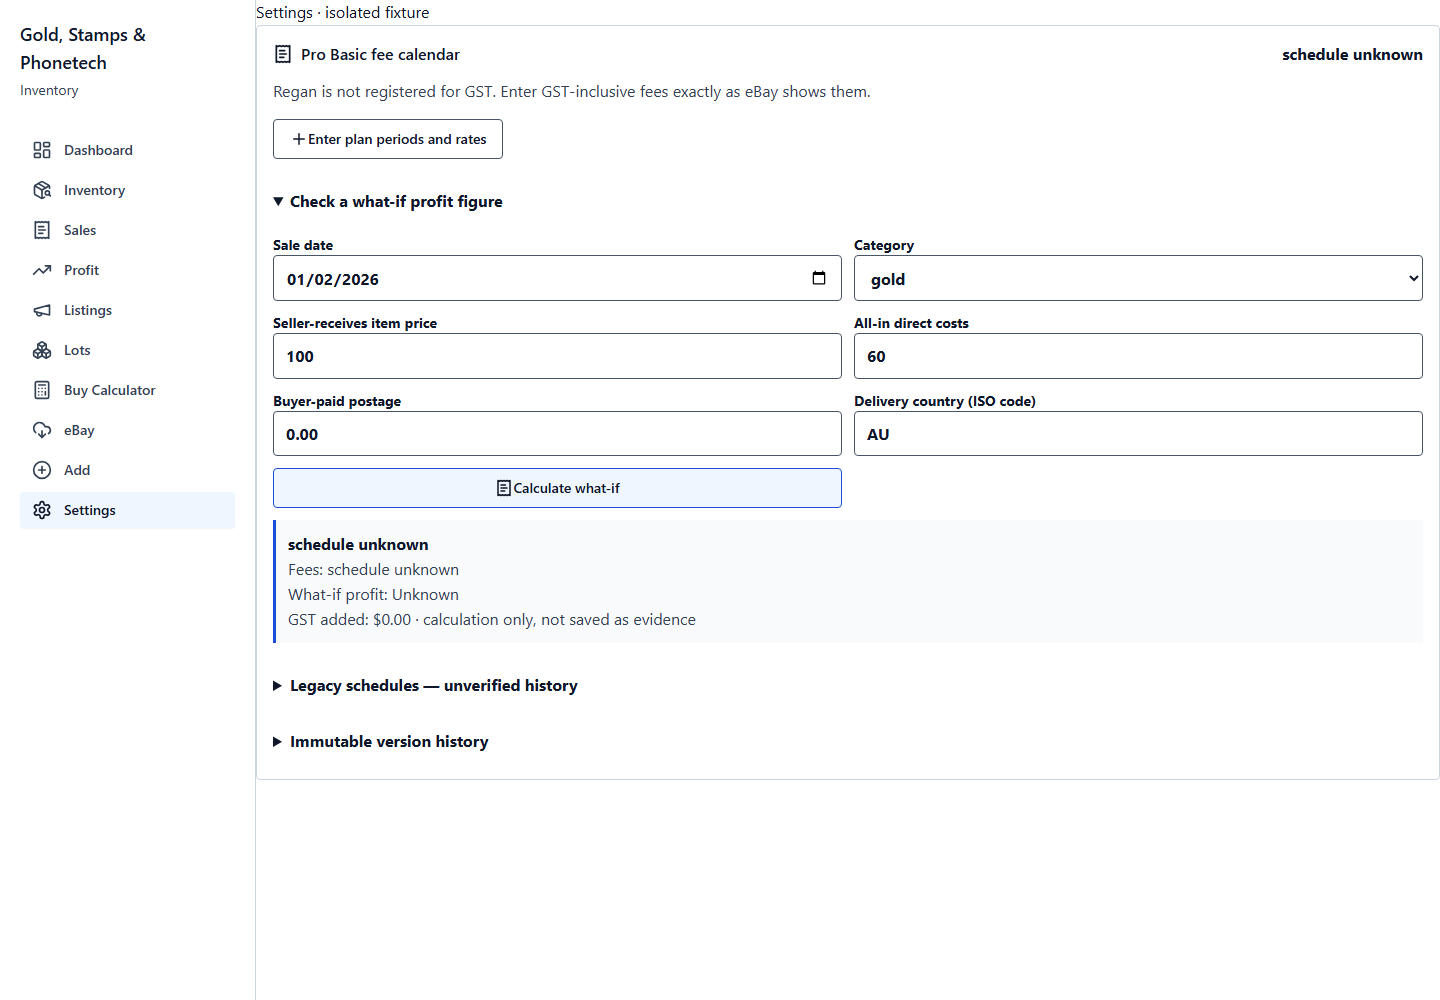 Gold, Stamps &
Phonetech
Inventory
Dashboard
Inventory
Sales
Profit
Listings
Lots
Buy Calculator
eBay
Add
Settings
Settings · isolated fixture
Pro Basic fee calendar
schedule unknown
Regan is not registered for GST. Enter GST-inclusive fees exactly as eBay shows them.
Enter plan periods and rates
Check a what-if profit figure
Sale date
Category
01/02/2026
gold
Seller-receives item price
All-in direct costs
100
60
Buyer-paid postage
Delivery country (ISO code)
0.00
AU
Calculate what-if
schedule unknown
Fees: schedule unknown
What-if profit: Unknown
GST added: $0.00 · calculation only, not saved as evidence
Legacy schedules — unverified history
Immutable version history